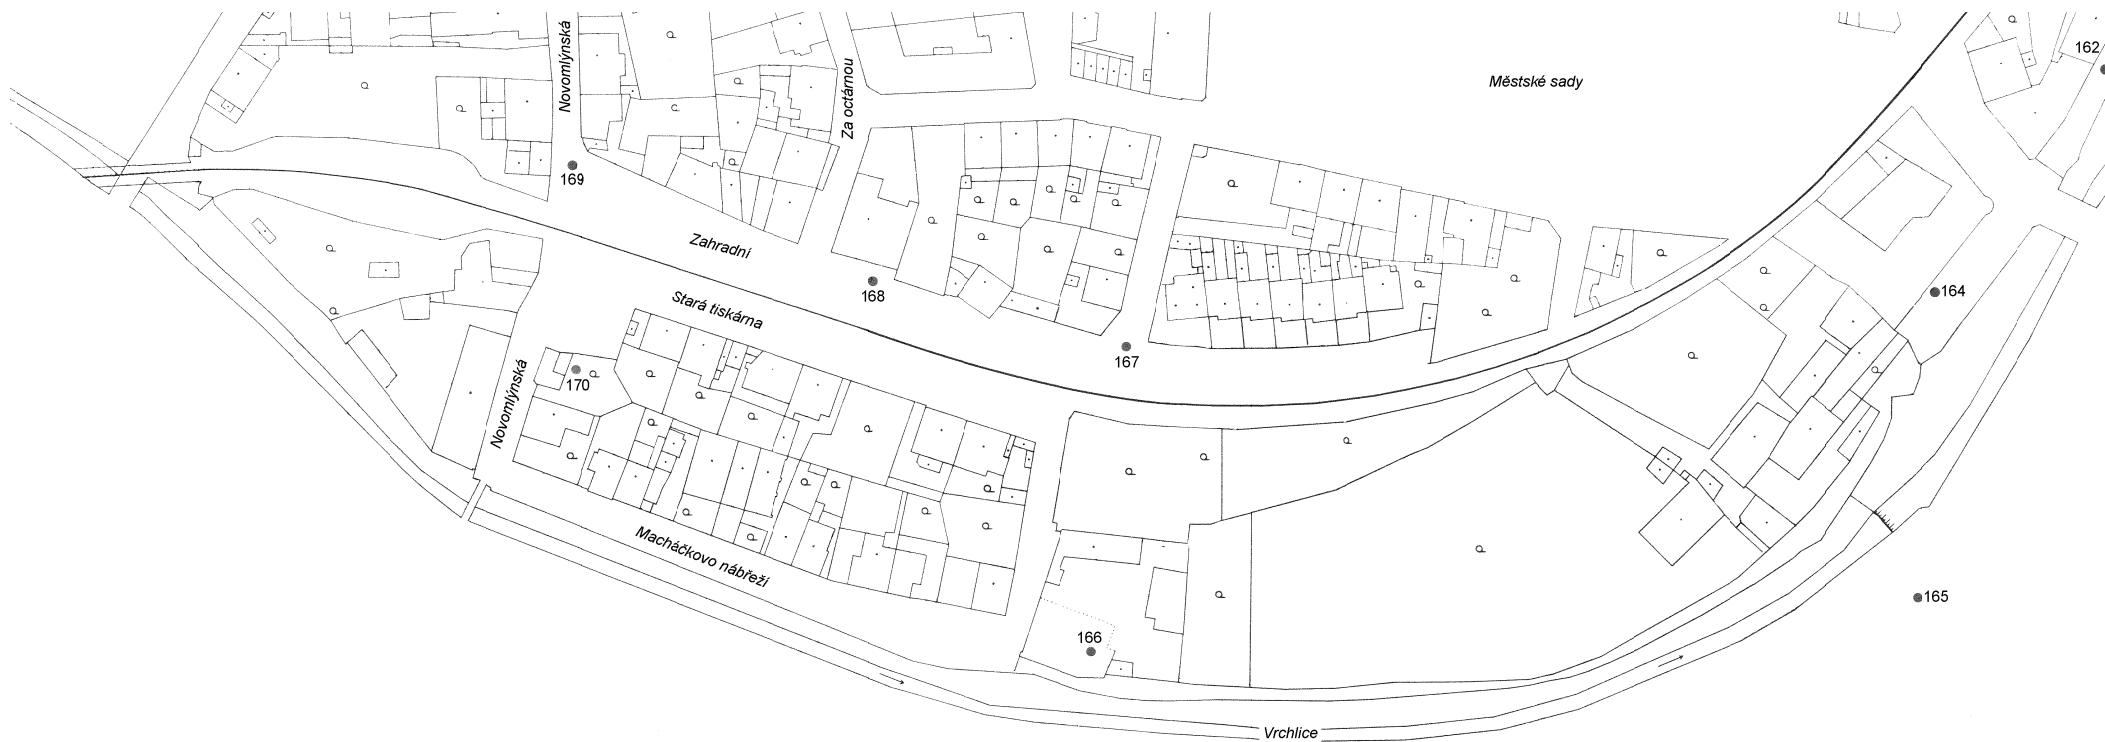 Novomlýnská
Za octárnou
Městské sady
162
169
Zahradní
168
164
Stará tiskárna
167
170
Novomlýnská
Macháčkovo nábřeží
165
166
Vrchlice